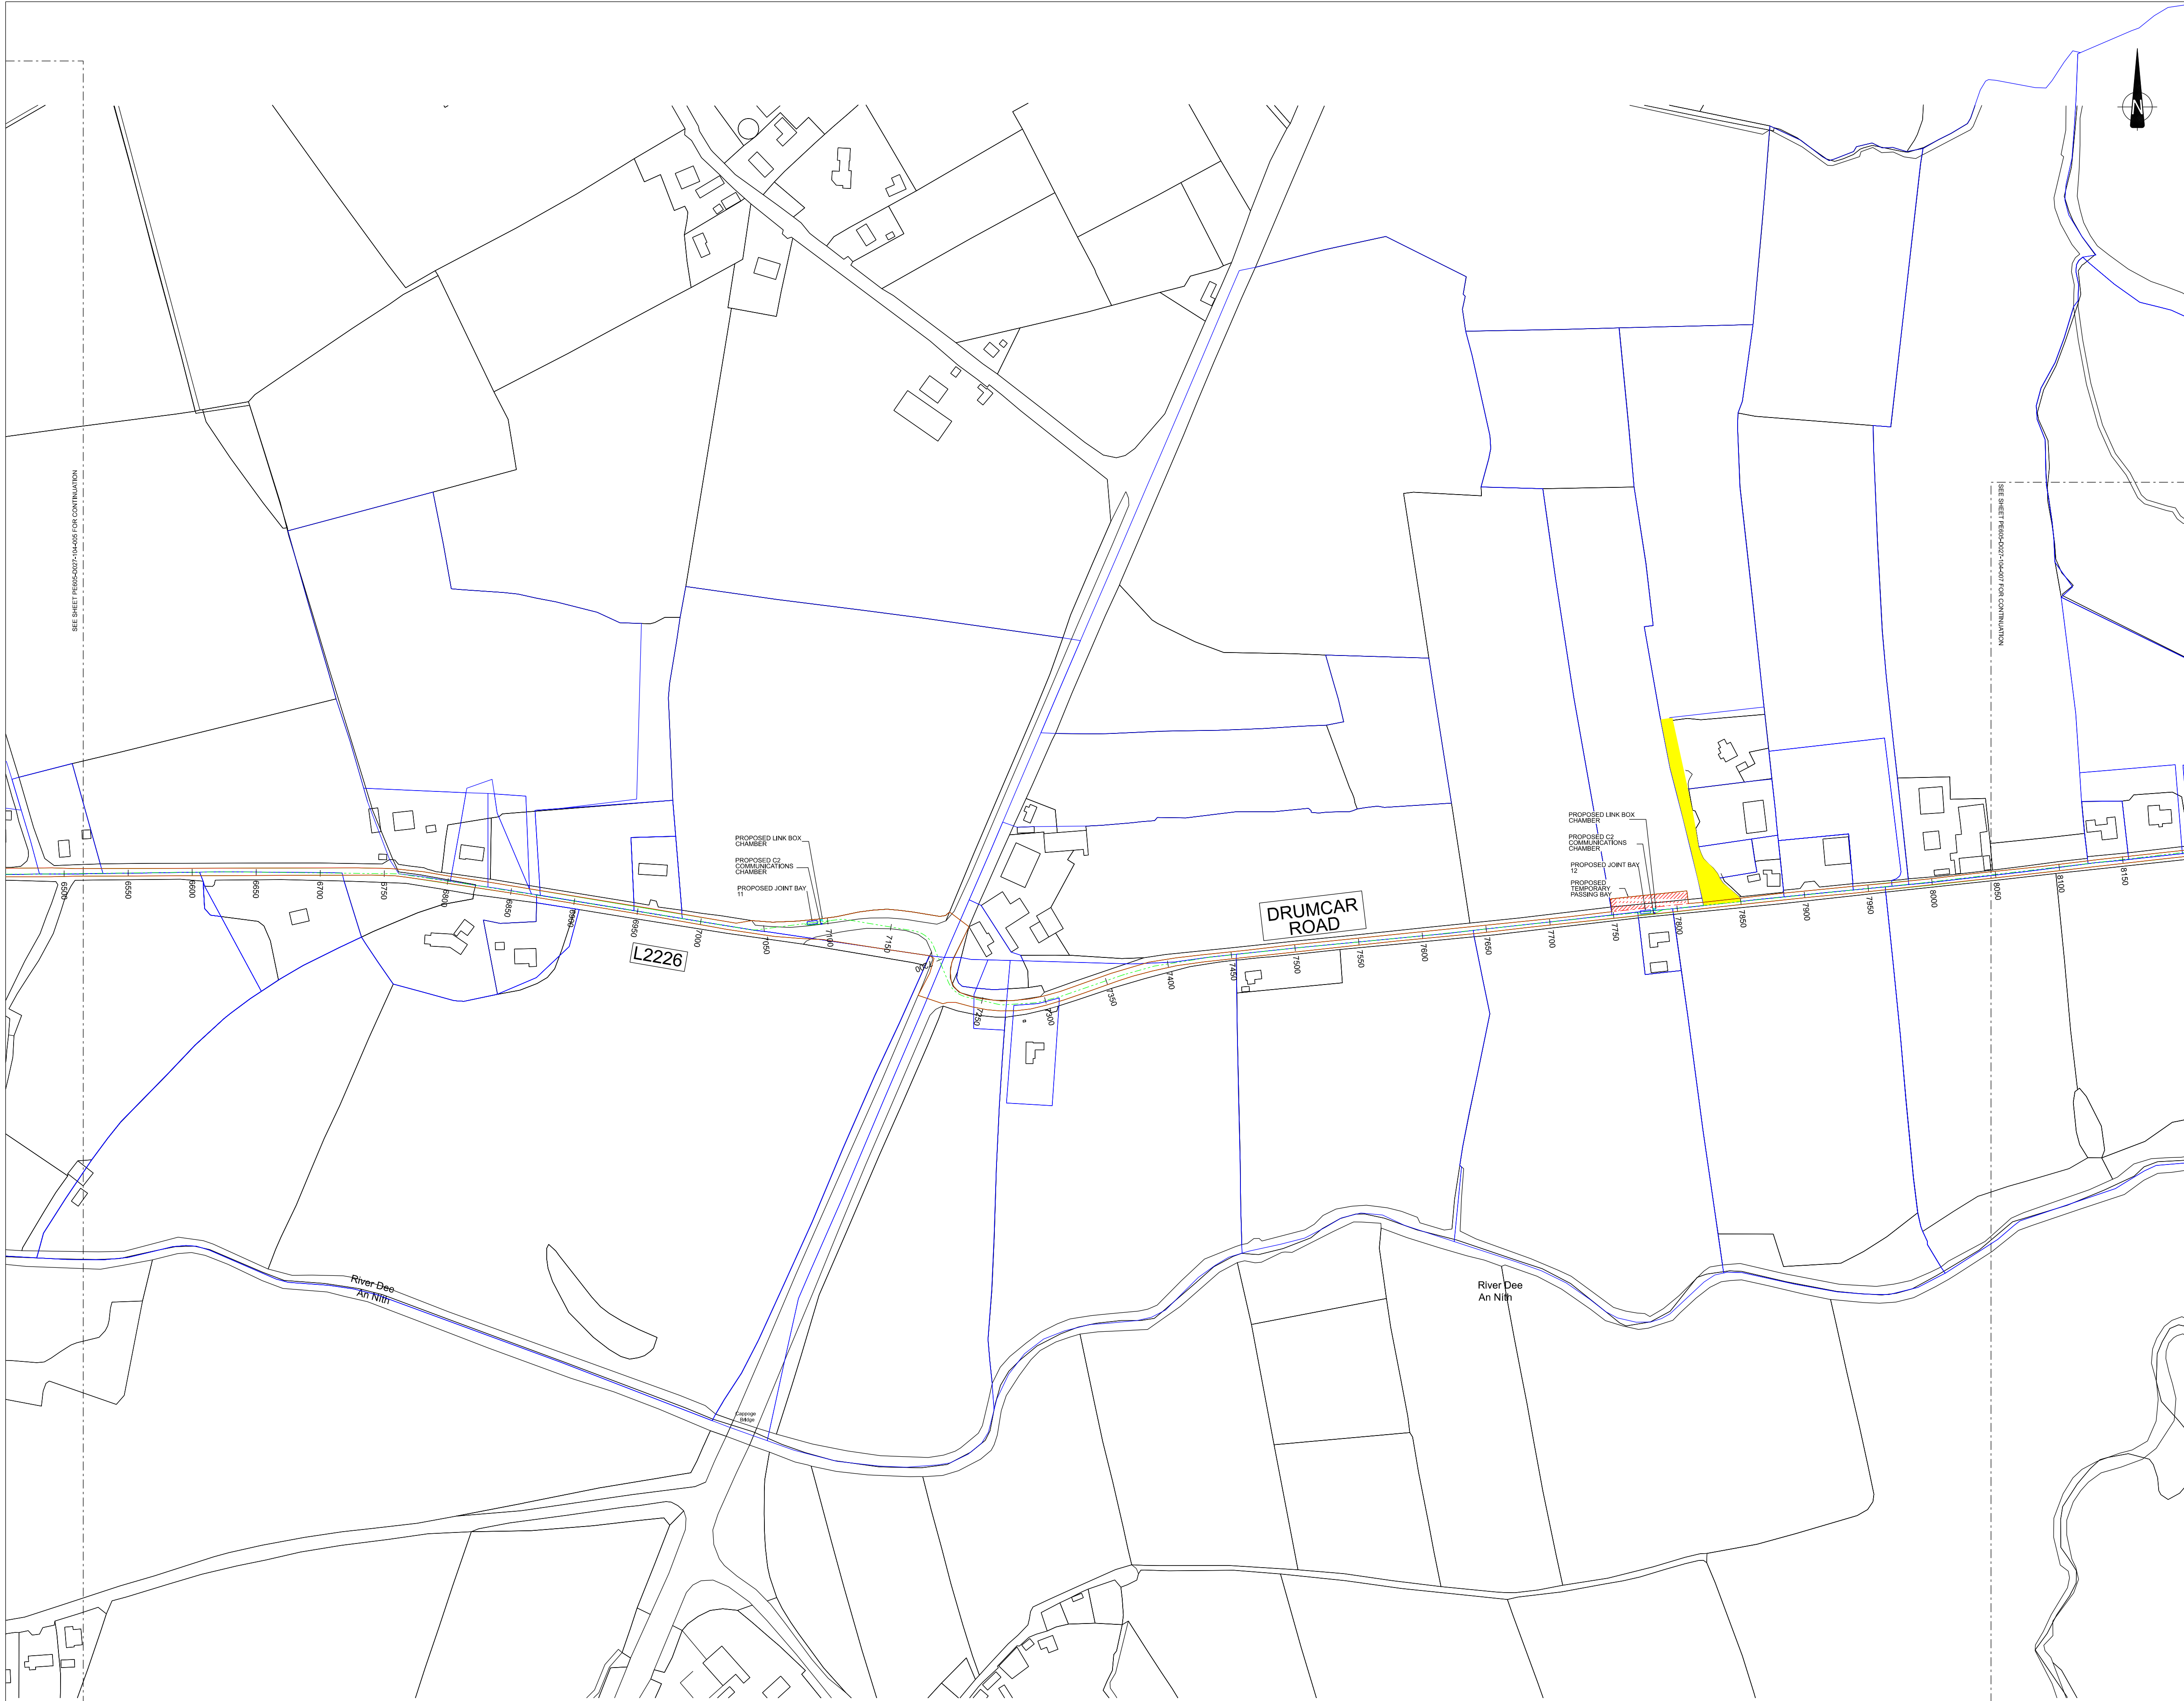 N
SEE SHEET PE605-D027-104-005 FOR CONTINUATION
SEE SHEET PE605-D027-104-007 FOR CONTINUATION
PROPOSED LINK BOX
CHAMBER
PROPOSED C2
COMMUNICATIONS
CHAMBER
PROPOSED JOINT BAY
11
PROPOSED LINK BOX
CHAMBER
PROPOSED C2
COMMUNICATIONS
CHAMBER
PROPOSED JOINT BAY
12
PROPOSED
TEMPORARY
PASSING BAY
DRUMCAR
ROAD
L2226
6500
6550
6600
6650
6700
6750
6800
6850
6900
6950
7000
7050
7100
7150
7200
7250
7300
7350
7400
7450
7500
7550
7600
7650
7700
7750
7800
7850
7900
7950
8000
8050
8100
8150
River Dee
An Nith
River Dee
An Nith
Cappoge
Bridge